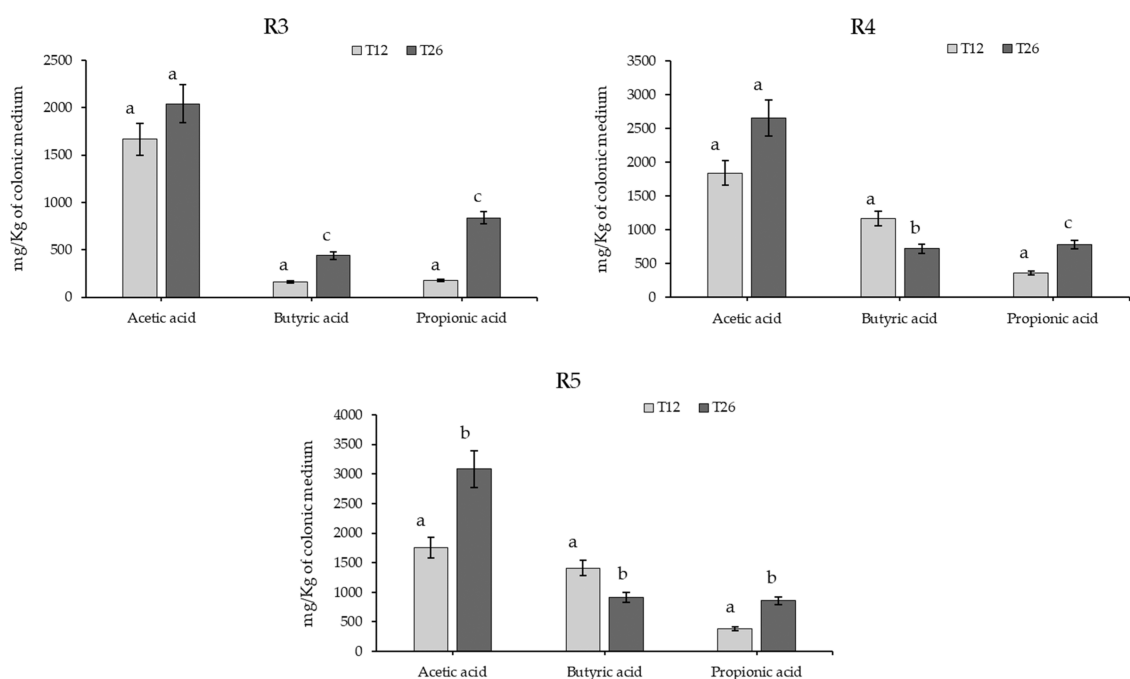 R3
T12 T26
mg/Kg of colonic medium
2500
2000
1500
1000
500
0
a a
a c
a c
Acetic acid Butyric acid Propionic acid
R4
T12 T26
mg/Kg of colonic medium
3500
3000
2500
2000
1500
1000
500
0
a a
a b
a c
Acetic acid Butyric acid Propionic acid
R5
T12 T26
mg/Kg of colonic medium
4000
3500
3000
2500
2000
1500
1000
500
0
a b
a b
a b
Acetic acid Butyric acid Propionic acid